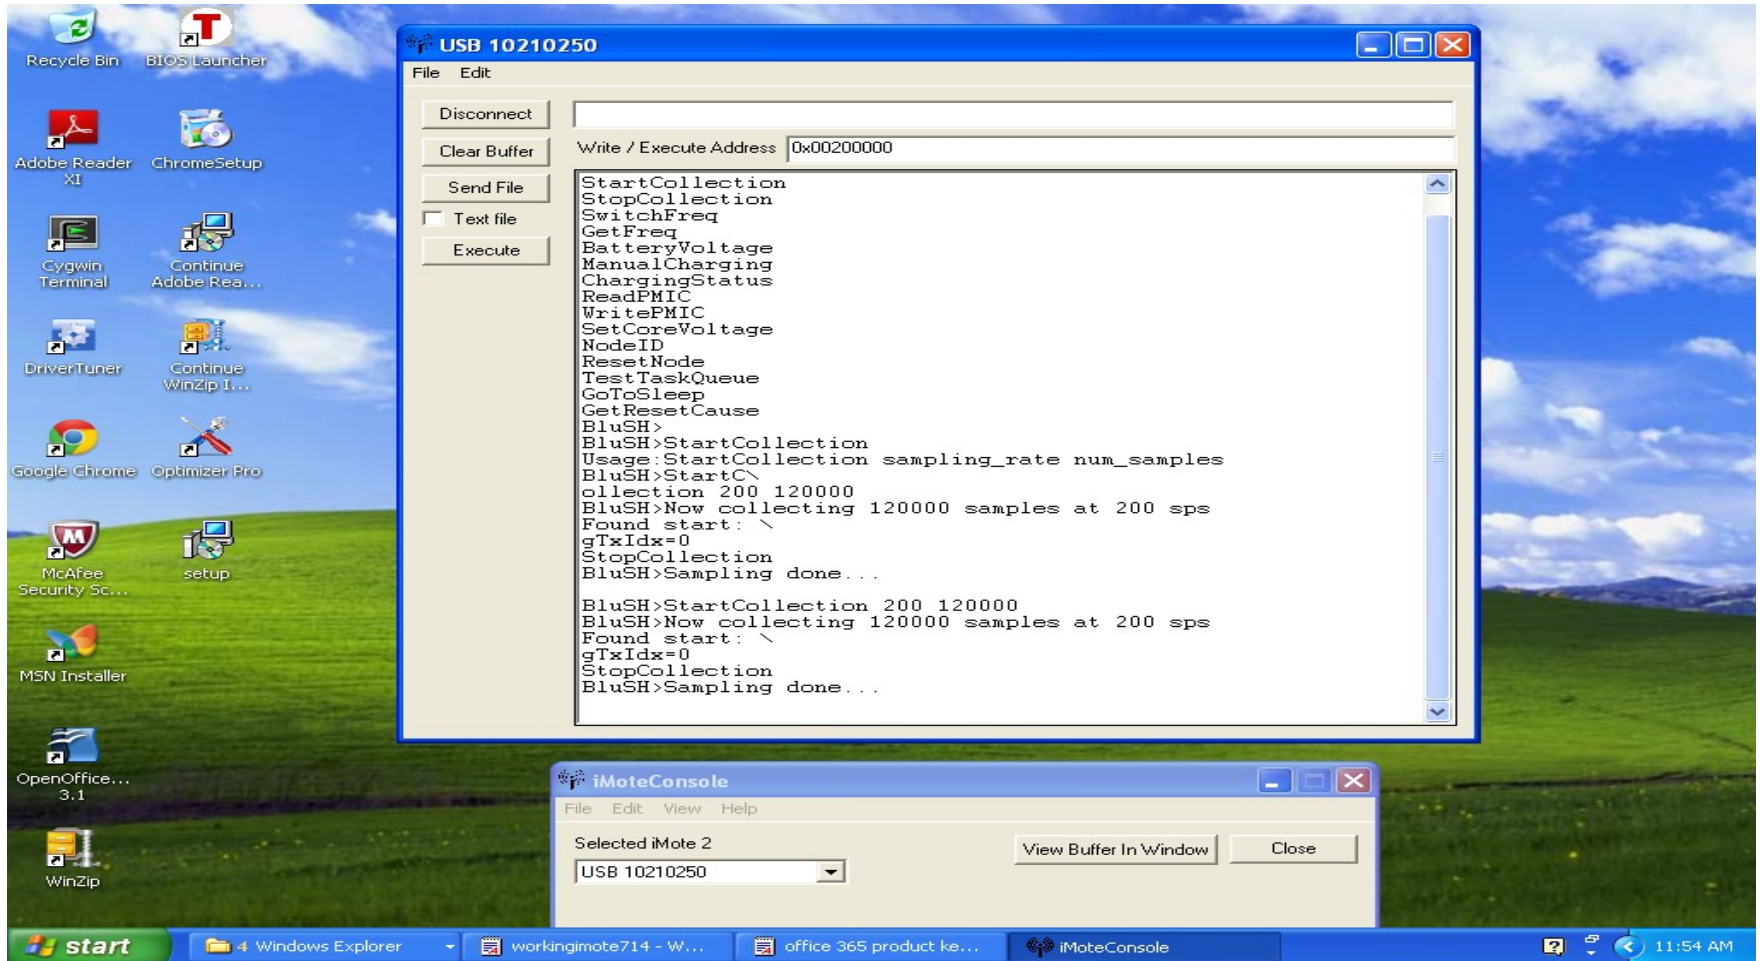 Recycle Bin
BIOS Launcher
Adobe Reader XI
ChromeSetup
Cygwin Terminal
Continue Adobe Rea...
DriverTuner
Continue WinZip I...
Google Chrome
Optimizer Pro
McAfee Security Sc...
setup
MSN Installer
OpenOffice... 3.1
WinZip
USB 10210250
File Edit
Disconnect
Clear Buffer
Write / Execute Address 0x00200000
Send File
Text file
Execute
StartCollection
StopCollection
SwitchFreq
GetFreq
BatteryVoltage
ManualCharging
ChargingStatus
ReadPMIC
WritePMIC
SetCoreVoltage
NodeID
ResetNode
TestTaskQueue
GoToSleep
GetResetCause
BluSH>
BluSH>StartCollection
Usage:StartCollection sampling_rate num_samples
BluSH>StartC\
ollection 200 120000
BluSH>Now collecting 120000 samples at 200 sps
Found start: \
gTxIdx=0
StopCollection
BluSH>Sampling done...
BluSH>StartCollection 200 120000
BluSH>Now collecting 120000 samples at 200 sps
Found start: \
gTxIdx=0
StopCollection
BluSH>Sampling done...
iMoteConsole
File Edit View Help
Selected iMote 2
USB 10210250
View Buffer In Window
Close
start
4 Windows Explorer
workingimote714 - W...
office 365 product ke...
iMoteConsole
11:54 AM